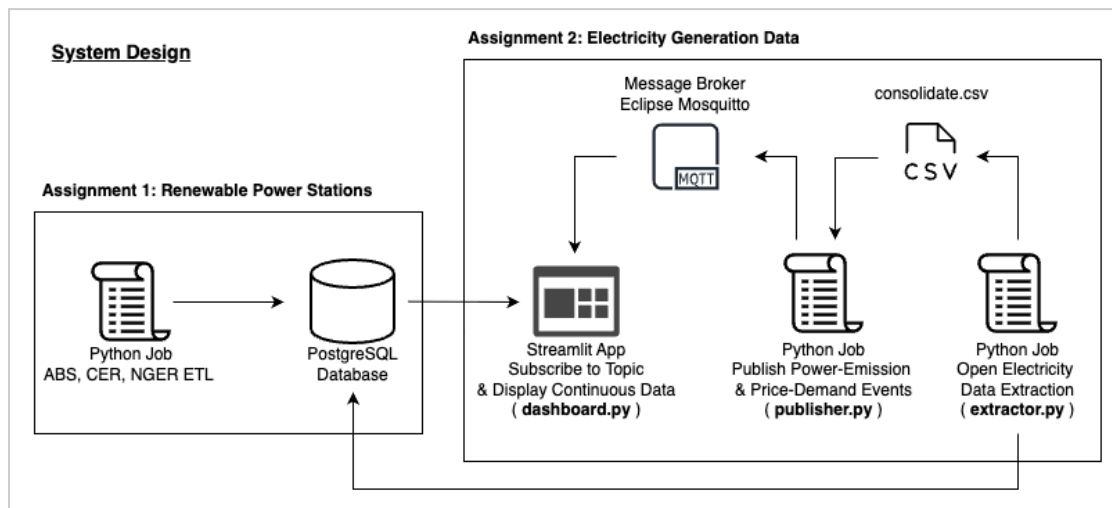 System Design
Assignment 2: Electricity Generation Data
Message Broker
Eclipse Mosquitto
consolidate.csv
MQTT
CSV
Assignment 1: Renewable Power Stations
Python Job
ABS, CER, NGER ETL
PostgreSQL
Database
Streamlit App
Subscribe to Topic
& Display Continuous Data
( dashboard.py )
Python Job
Publish Power-Emission
& Price-Demand Events
( publisher.py )
Python Job
Open Electricity
Data Extraction
( extractor.py )